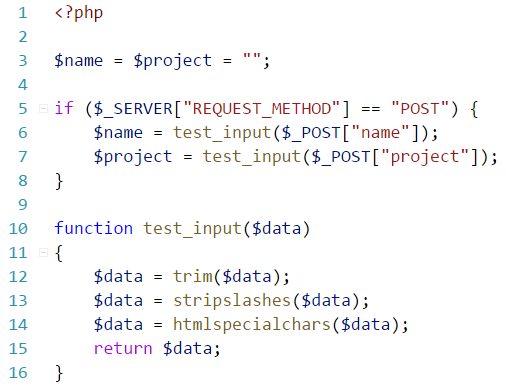 1 <?php
2
3 $name = $project = "";
4
5 if ($_SERVER["REQUEST_METHOD"] == "POST") {
6     $name = test_input($_POST["name"]);
7     $project = test_input($_POST["project"]);
8 }
9
10 function test_input($data)
11 {
12     $data = trim($data);
13     $data = stripslashes($data);
14     $data = htmlspecialchars($data);
15     return $data;
16 }